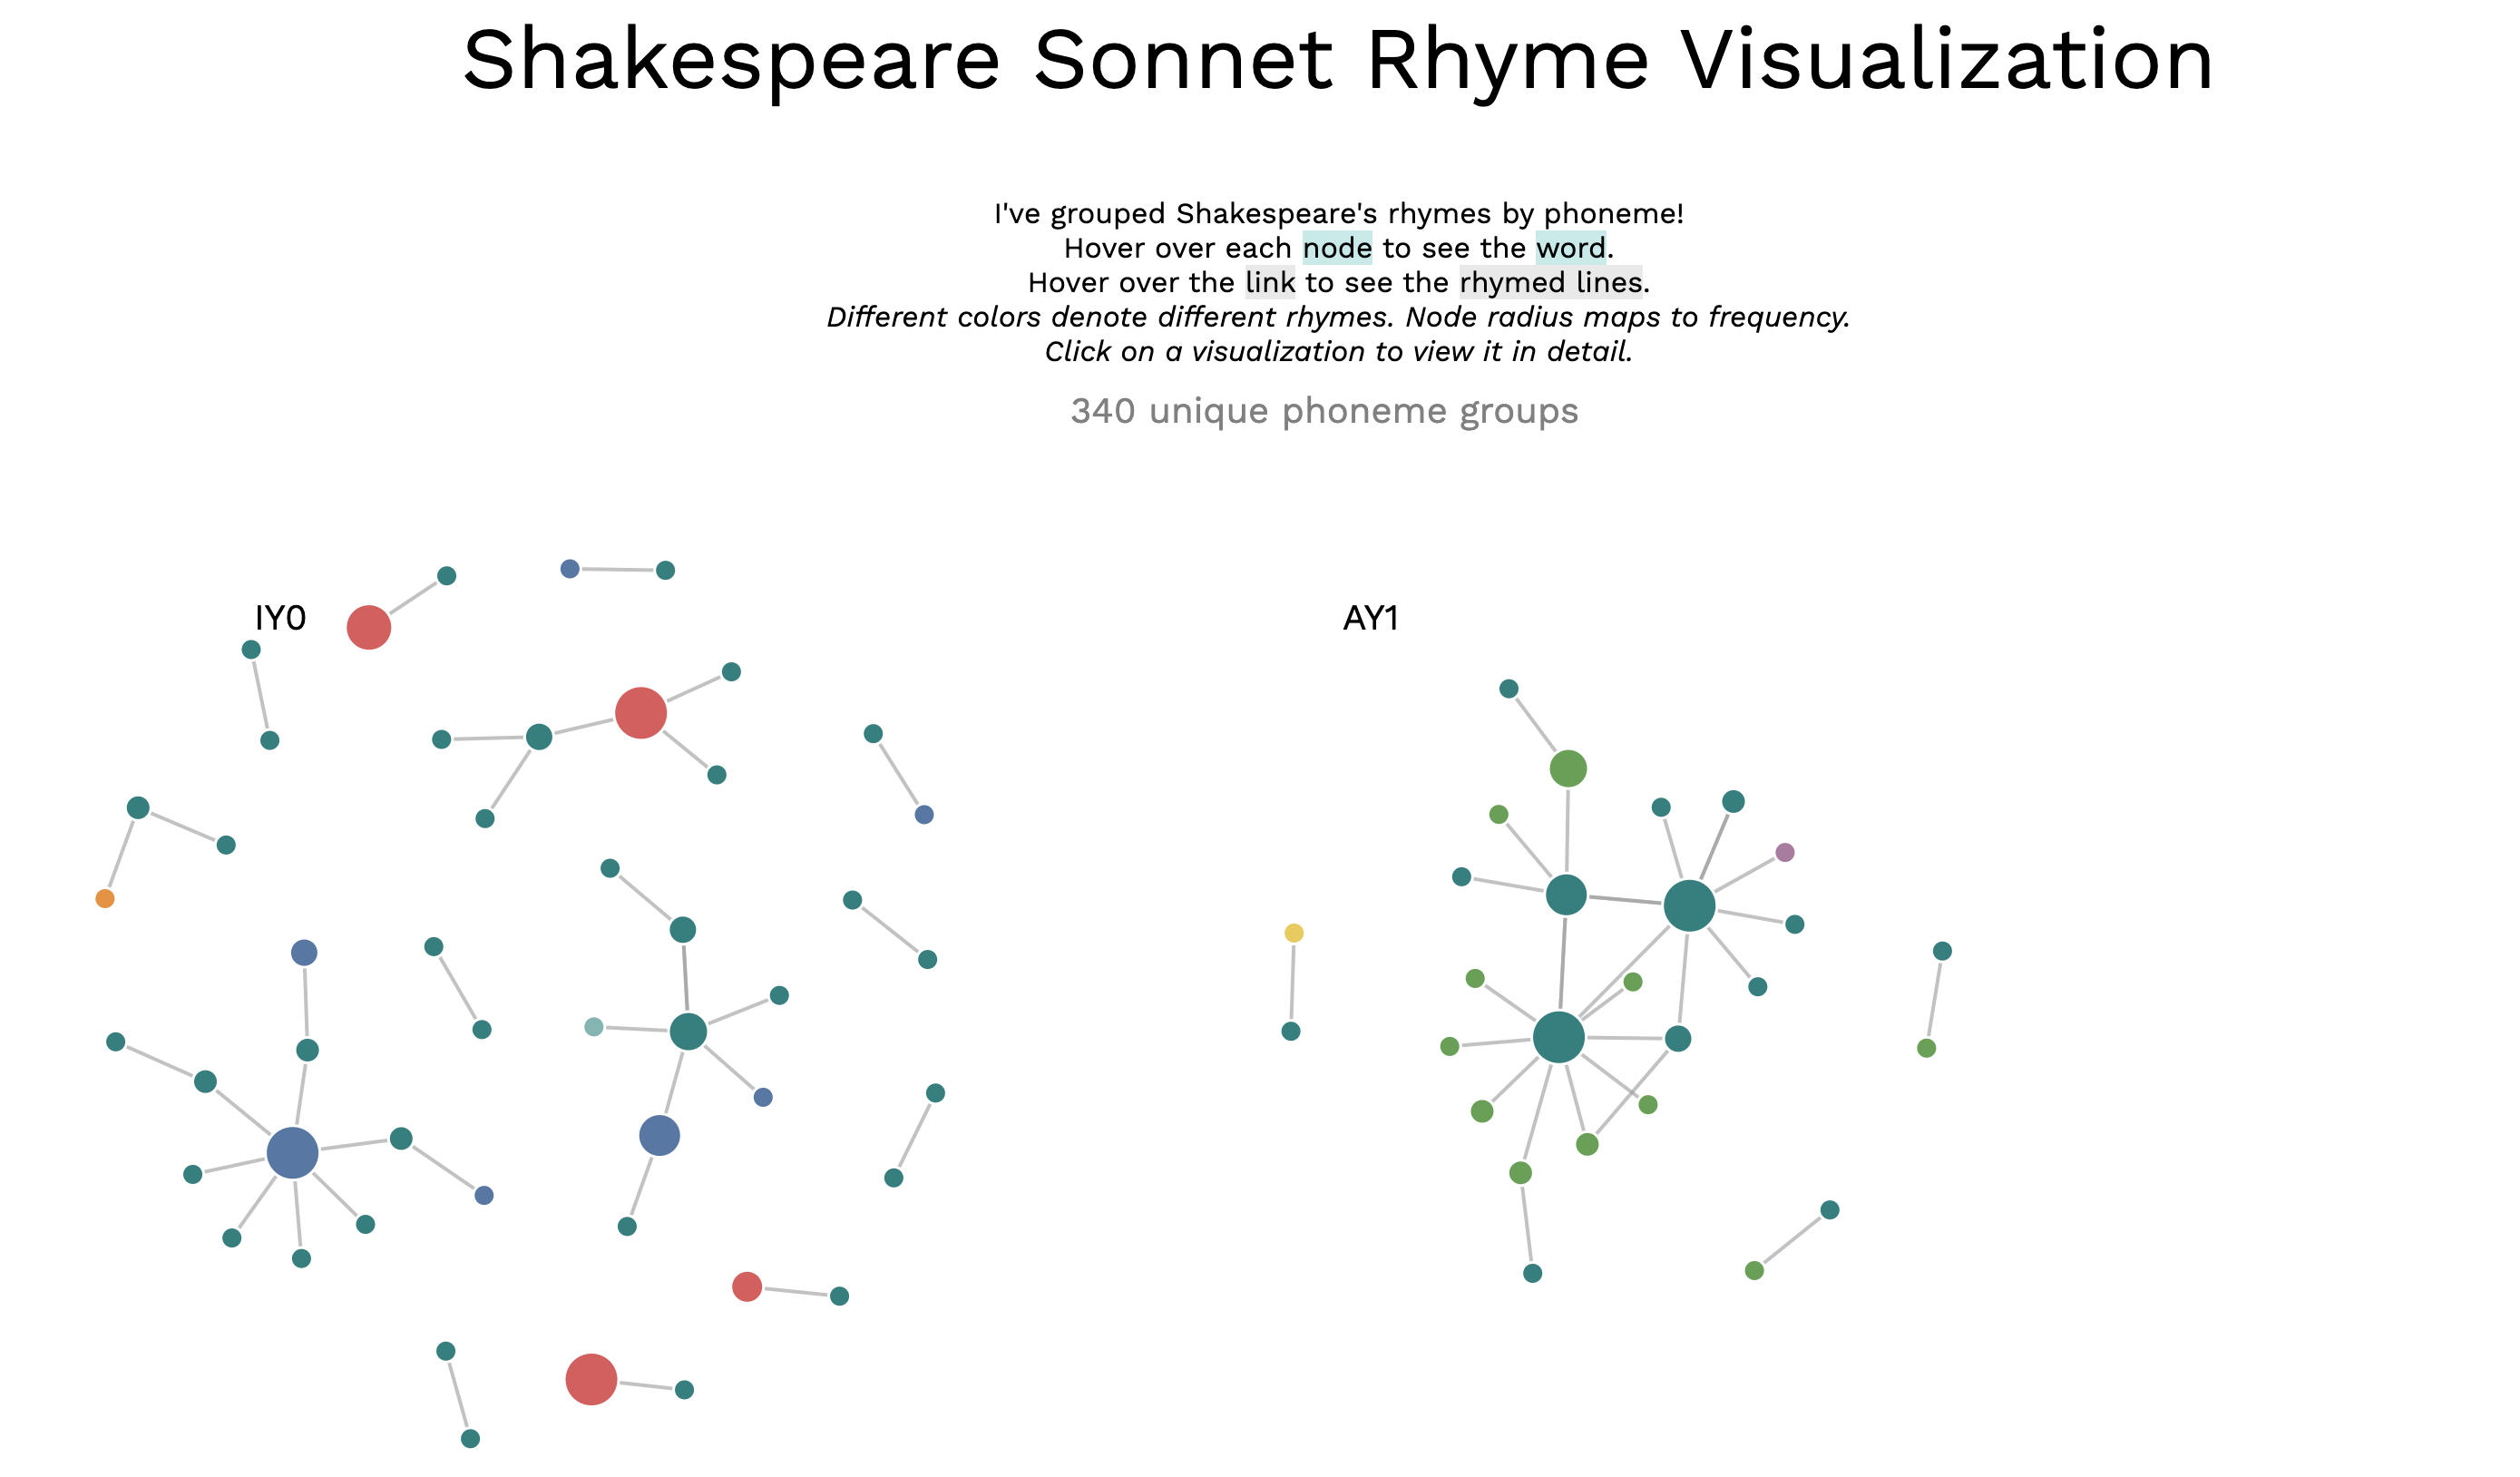 Shakespeare Sonnet Rhyme Visualization
I've grouped Shakespeare's rhymes by phoneme!
Hover over each node to see the word.
Hover over the link to see the rhymed lines.
Different colors denote different rhymes. Node radius maps to frequency.
Click on a visualization to view it in detail.
340 unique phoneme groups
IY0
AY1